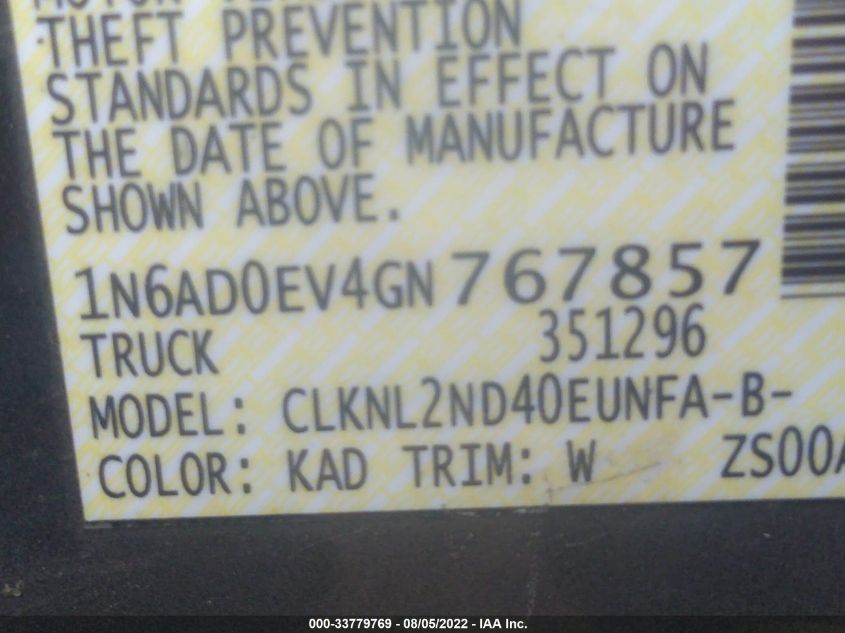 THEFT PREVENTION
STANDARDS IN EFFECT ON
THE DATE OF MANUFACTURE
SHOWN ABOVE.
1N6AD0EV4GN767857
TRUCK 351296
MODEL: CLKNL2ND40EUNFA-B-
COLOR: KAD TRIM: W ZS00A
000-33779769 - 08/05/2022 - IAA Inc.